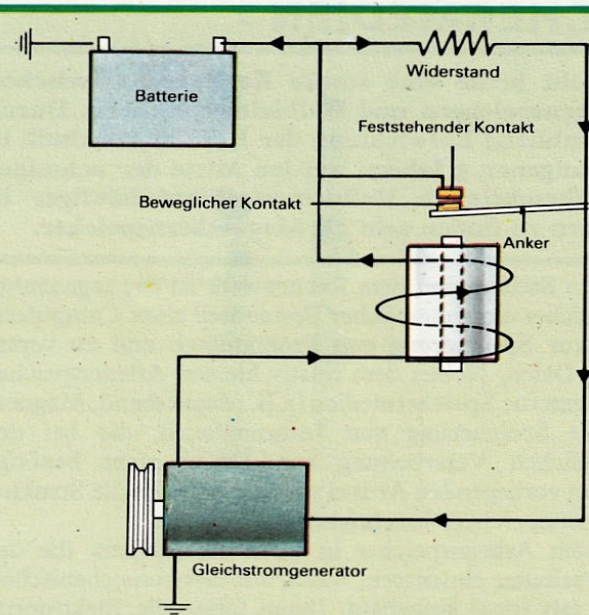 Batterie
Widerstand
Feststehender Kontakt
Beweglicher Kontakt
Anker
Gleichstromgenerator